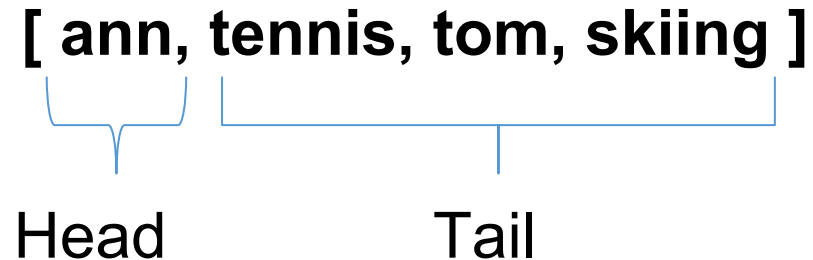 [ ann, tennis, tom, skiing ]
Head Tail